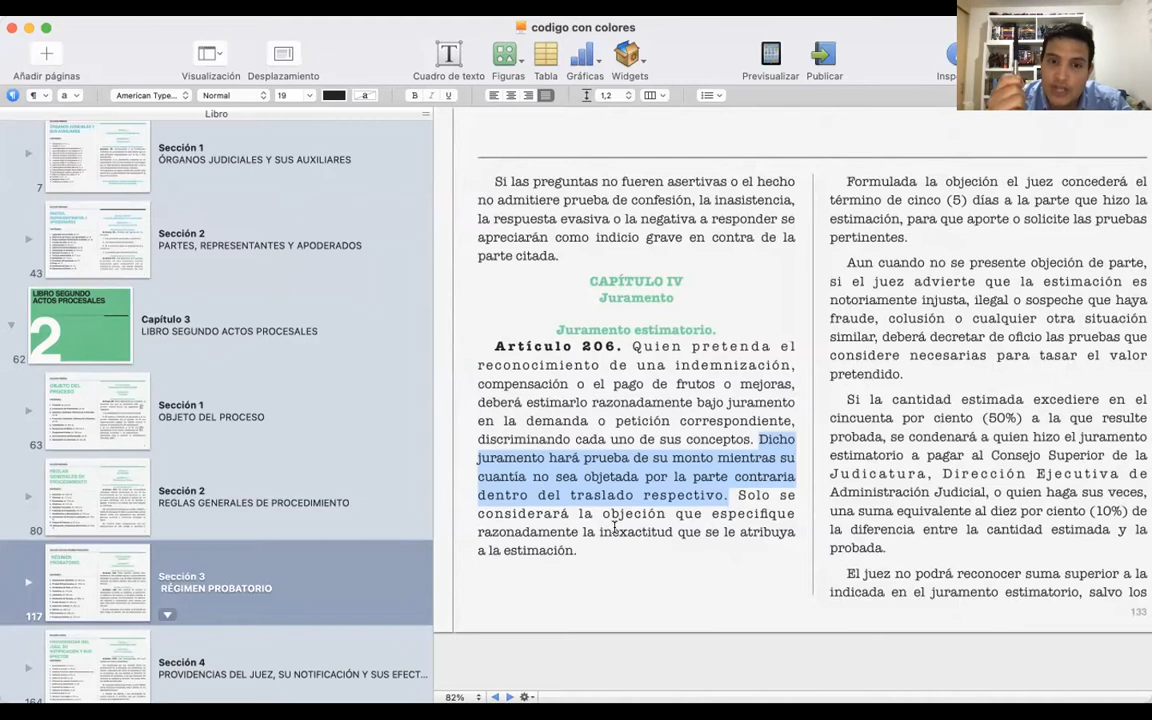 codigo con colores
Añadir páginas
Visualización
Desplazamiento
Cuadro de texto
Figuras
Tabla
Gráficas
Widgets
Previsualizar
Publicar
Insp
American Type...
Normal
19
B I U
1,2
Libro
Sección 1
ÓRGANOS JUDICIALES Y SUS AUXILIARES
7
Sección 2
PARTES, REPRESENTANTES Y APODERADOS
43
LIBRO SEGUNDO
ACTOS PROCESALES
2
Capítulo 3
LIBRO SEGUNDO ACTOS PROCESALES
62
OBJETO DEL
PROCESO
Sección 1
OBJETO DEL PROCESO
63
REGLAS
GENERALES DE
PROCEDIMIENTO
Sección 2
REGLAS GENERALES DE PROCEDIMIENTO
80
RÉGIMEN
PROBATORIO
Sección 3
RÉGIMEN PROBATORIO
117
Sección 4
PROVIDENCIAS DEL JUEZ, SU NOTIFICACIÓN Y SUS EFECT...
164
Si las preguntas no fueren asertivas o el hecho
no admitiere prueba de confesión, la inasistencia,
la respuesta evasiva o la negativa a responder se
apreciarán como indicio grave en contra de la
parte citada.
CAPÍTULO IV
Juramento
Juramento estimatorio.
Artículo 206. Quien pretenda el
reconocimiento de una indemnización,
compensación o el pago de frutos o mejoras,
deberá estimarlo razonadamente bajo juramento
en la demanda o petición correspondiente,
discriminando cada uno de sus conceptos. Dicho
juramento hará prueba de su monto mientras su
cuantía no sea objetada por la parte contraria
dentro del traslado respectivo. Solo se
considerará la objeción que especifique
razonadamente la inexactitud que se le atribuya
a la estimación.
Formulada la objeción el juez concederá el
término de cinco (5) días a la parte que hizo la
estimación, para que aporte o solicite las pruebas
pertinentes.
Aun cuando no se presente objeción de parte,
si el juez advierte que la estimación es
notoriamente injusta, ilegal o sospeche que haya
fraude, colusión o cualquier otra situación
similar, deberá decretar de oficio las pruebas que
considere necesarias para tasar el valor
pretendido.
Si la cantidad estimada excediere en el
cincuenta por ciento (50%) a la que resulte
probada, se condenará a quien hizo el juramento
estimatorio a pagar al Consejo Superior de la
Judicatura, Dirección Ejecutiva de
Administración Judicial, o quien haga sus veces,
una suma equivalente al diez por ciento (10%) de
la diferencia entre la cantidad estimada y la
probada.
El juez no podrá reconocer suma superior a la
indicada en el juramento estimatorio, salvo los
133
82%